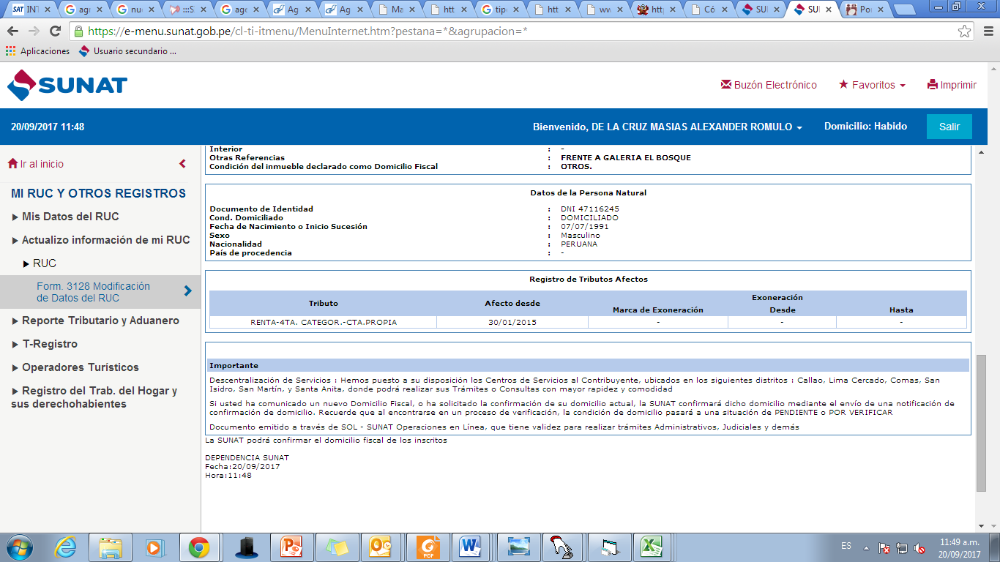 SAT INT
agr
nue
:::S
age
Ag
Ag
Ma
htt
tip
htt
ww
http
Có
SUN
SUN
Po
https://e-menu.sunat.gob.pe/cl-ti-itmenu/MenuInternet.htm?pestana=*&agrupacion=*
Aplicaciones Usuario secundario ...
SUNAT
Buzón Electrónico Favoritos Imprimir
20/09/2017 11:48 Bienvenido, DE LA CRUZ MASIAS ALEXANDER ROMULO Domicilio: Habido Salir
Ir al inicio
MI RUC Y OTROS REGISTROS
Mis Datos del RUC
Actualizo información de mi RUC
RUC
Form. 3128 Modificación
de Datos del RUC
Reporte Tributario y Aduanero
T-Registro
Operadores Turísticos
Registro del Trab. del Hogar y
sus derechohabientes
Interior : -
Otras Referencias : FRENTE A GALERIA EL BOSQUE
Condición del inmueble declarado como Domicilio Fiscal : OTROS.
Datos de la Persona Natural
Documento de Identidad : DNI 47116245
Cond. Domiciliado : DOMICILIADO
Fecha de Nacimiento o Inicio Sucesión : 07/07/1991
Sexo : Masculino
Nacionalidad : PERUANA
País de procedencia : -
Registro de Tributos Afectos
Tributo Afecto desde Exoneración
Marca de Exoneración Desde Hasta
RENTA-4TA. CATEGOR.-CTA.PROPIA 30/01/2015 - - -
Importante
Descentralización de Servicios : Hemos puesto a su disposición los Centros de Servicios al Contribuyente, ubicados en los siguientes distritos : Callao, Lima Cercado, Comas, San
Isidro, San Martín, y Santa Anita, donde podrá realizar sus Trámites o Consultas con mayor rapidez y comodidad
Si usted ha comunicado un nuevo Domicilio Fiscal, o ha solicitado la confirmación de su domicilio actual, la SUNAT confirmará dicho domicilio mediante el envío de una notificación de
confirmación de domicilio. Recuerde que al encontrarse en un proceso de verificación, la condición de domicilio pasará a una situación de PENDIENTE o POR VERIFICAR
Documento emitido a través de SOL - SUNAT Operaciones en Línea, que tiene validez para realizar trámites Administrativos, Judiciales y demás
La SUNAT podrá confirmar el domicilio fiscal de los inscritos
DEPENDENCIA SUNAT
Fecha:20/09/2017
Hora:11:48
PDF
ES
11:49 a.m.
20/09/2017